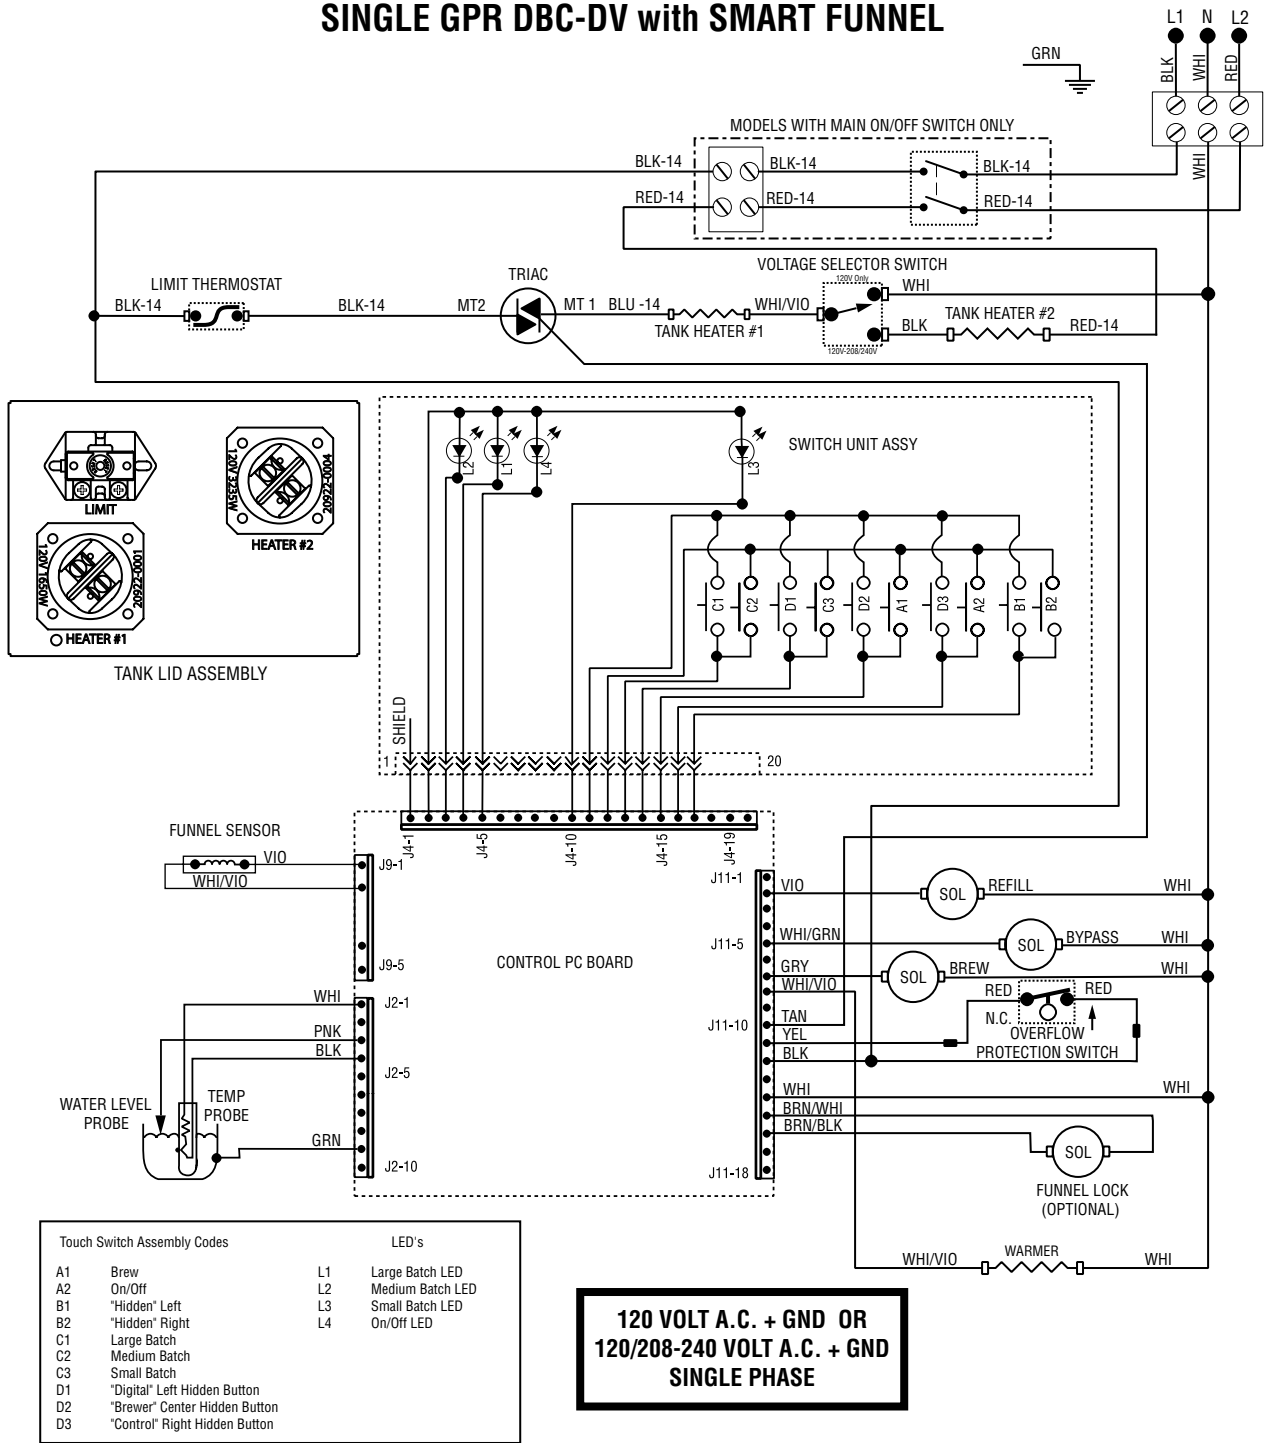 SINGLE GPR DBC-DV with SMART FUNNEL
L1 N L2
GRN
BLK WHI RED
MODELS WITH MAIN ON/OFF SWITCH ONLY
BLK-14 BLK-14 BLK-14
WHI
RED-14 RED-14 RED-14
LIMIT THERMOSTAT TRIAC VOLTAGE SELECTOR SWITCH
120V Only
WHI
BLK-14 BLK-14 MT2 MT 1 BLU -14 WHI/VIO
TANK HEATER #1
TANK HEATER #2
BLK RED-14
120V-208/240V
SWITCH UNIT ASSY
L2 L1 L4 L3
LIMIT
120V 3235W 20922-0004
HEATER #2
120V 1650W 20922-0001
HEATER #1
TANK LID ASSEMBLY
C1 C2 D1 C3 D2 A1 D3 A2 B1 B2
SHIELD
1 20
FUNNEL SENSOR
VIO
WHI/VIO
J4-1 J4-5 J4-10 J4-15 J4-19
J9-1
J9-5
CONTROL PC BOARD
J11-1
VIO SOL REFILL WHI
J11-5 WHI/GRN SOL BYPASS WHI
GRY SOL BREW WHI
WHI/VIO
RED RED
N.C.
J11-10 TAN
OVERFLOW
PROTECTION SWITCH
YEL
BLK
WHI WHI
BRN/WHI
BRN/BLK
SOL
J11-18
FUNNEL LOCK
(OPTIONAL)
WHI J2-1
PNK
BLK
J2-5
WATER LEVEL
PROBE
TEMP
PROBE
GRN
J2-10
WHI/VIO WARMER WHI
Touch Switch Assembly Codes LED's
A1 Brew L1 Large Batch LED
A2 On/Off L2 Medium Batch LED
B1 "Hidden" Left L3 Small Batch LED
B2 "Hidden" Right L4 On/Off LED
C1 Large Batch
C2 Medium Batch
C3 Small Batch
D1 "Digital" Left Hidden Button
D2 "Brewer" Center Hidden Button
D3 "Control" Right Hidden Button
120 VOLT A.C. + GND OR
120/208-240 VOLT A.C. + GND
SINGLE PHASE